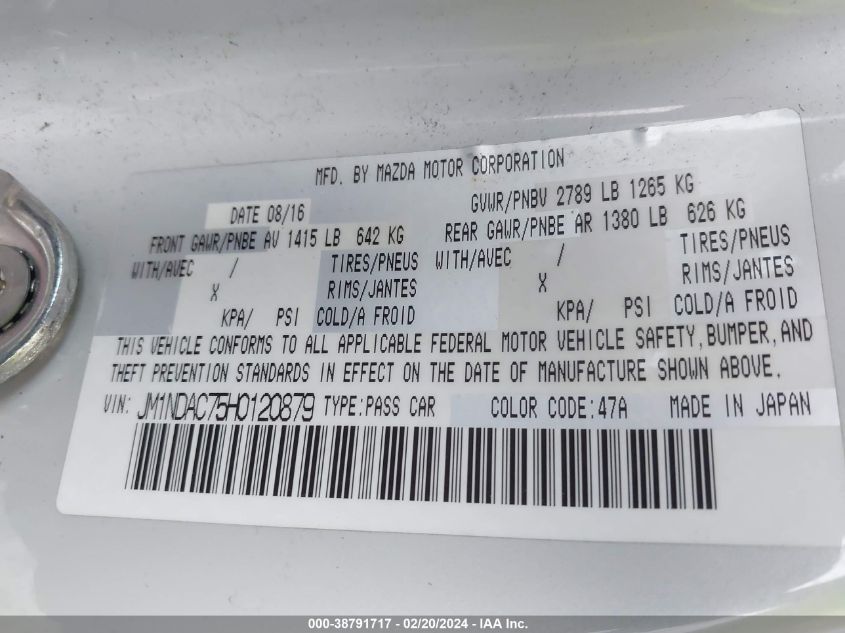 MFD. BY MAZDA MOTOR CORPORATION
DATE 08/16 GVWR/PNBV 2789 LB 1265 KG
FRONT GAWR/PNBE AV 1415 LB 642 KG REAR GAWR/PNBE AR 1380 LB 626 KG
WITH/AVEC / TIRES/PNEUS WITH/AVEC / TIRES/PNEUS
X RIMS/JANTES X RIMS/JANTES
KPA/ PSI COLD/A FROID KPA/ PSI COLD/A FROID
THIS VEHICLE CONFORMS TO ALL APPLICABLE FEDERAL MOTOR VEHICLE SAFETY, BUMPER, AND
THEFT PREVENTION STANDARDS IN EFFECT ON THE DATE OF MANUFACTURE SHOWN ABOVE.
VIN: JM1NDAC75H0120879 TYPE:PASS CAR COLOR CODE:47A MADE IN JAPAN
000-38791717 - 02/20/2024 - IAA Inc.